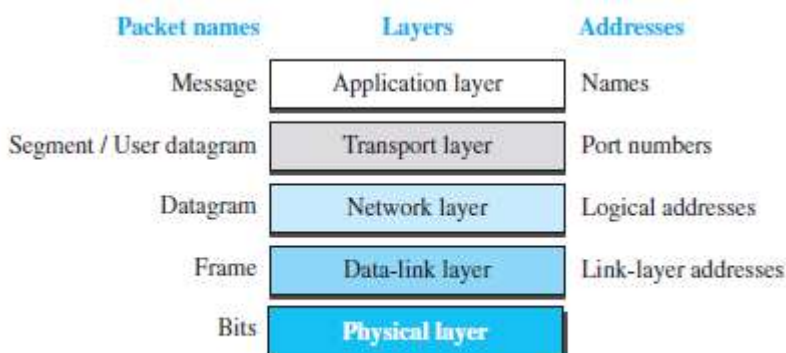 Packet names Layers Addresses
Message Application layer Names
Segment / User datagram Transport layer Port numbers
Datagram Network layer Logical addresses
Frame Data-link layer Link-layer addresses
Bits Physical layer